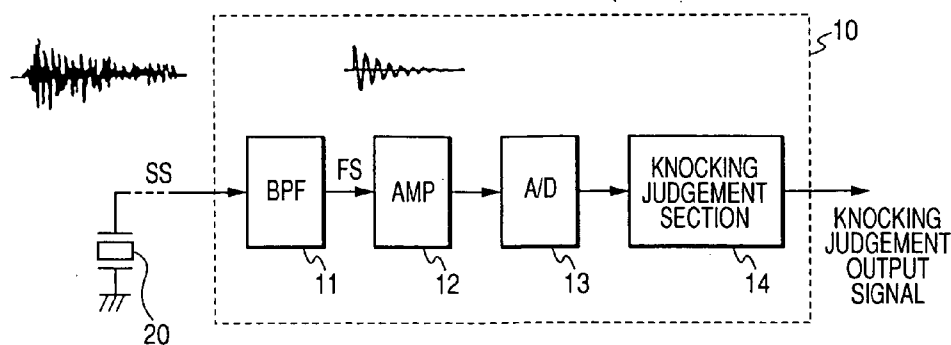 10
SS
BPF
FS
AMP
A/D
KNOCKING
JUDGEMENT
SECTION
11
12
13
14
20
KNOCKING
JUDGEMENT
OUTPUT
SIGNAL